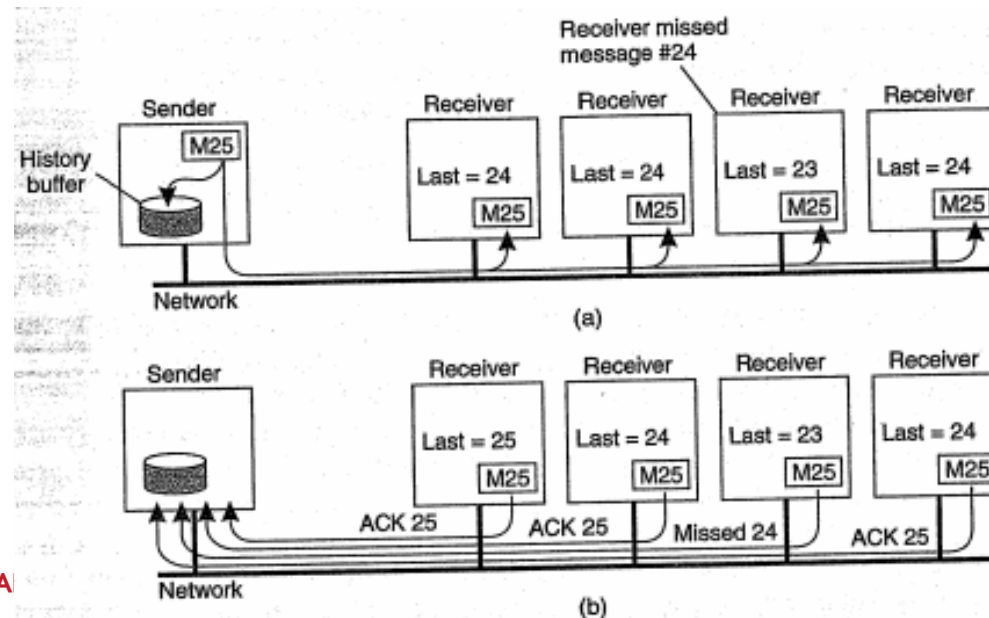 Receiver missed
message #24
Sender
Receiver
Receiver
Receiver
Receiver
M25
History
buffer
Last = 24
Last = 24
Last = 23
Last = 24
M25
M25
M25
M25
Network
(a)
Sender
Receiver
Receiver
Receiver
Receiver
Last = 25
Last = 24
Last = 23
Last = 24
M25
M25
M25
M25
ACK 25
ACK 25
Missed 24
ACK 25
A
Network
(b)